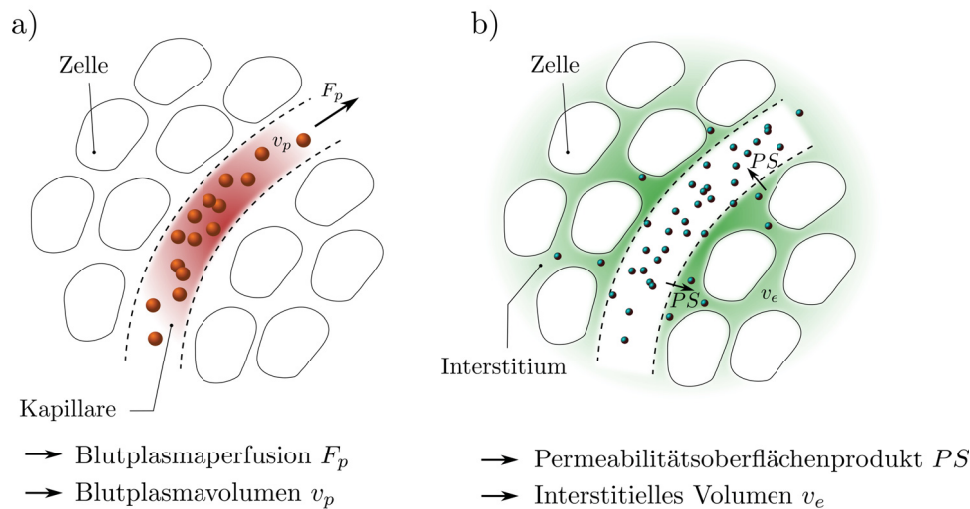 a)
Zelle
F_p
v_p
Kapillare
→ Blutplasmaperfusion F_p
→ Blutplasmavolumen v_p
b)
Zelle
PS
PS
v_e
Interstitium
→ Permeabilitätsoberflächenprodukt PS
→ Interstitielles Volumen v_e